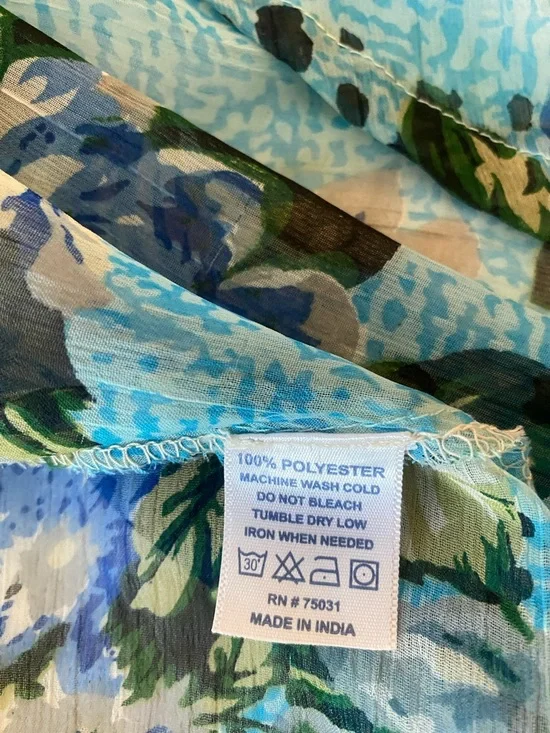 100% POLYESTER
MACHINE WASH COLD
DO NOT BLEACH
TUMBLE DRY LOW
IRON WHEN NEEDED
30°
RN # 75031
MADE IN INDIA